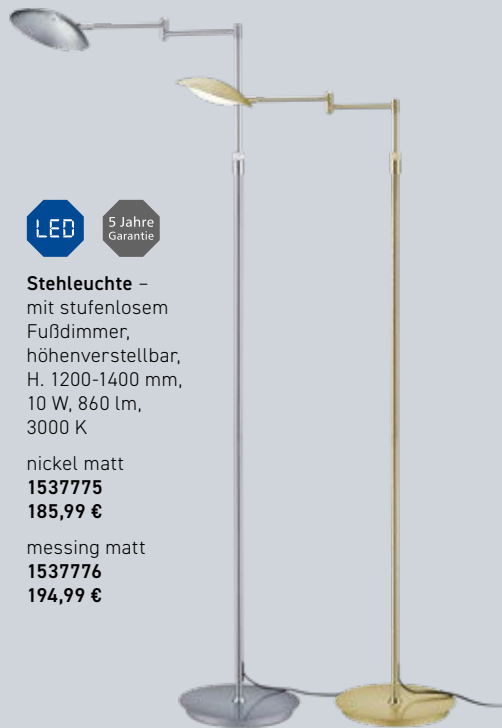 LED
5 Jahre
Garantie
Stehleuchte –
mit stufenlosem
Fußdimmer,
höhenverstellbar,
H. 1200-1400 mm,
10 W, 860 lm,
3000 K
nickel matt
1537775
185,99 €
messing matt
1537776
194,99 €